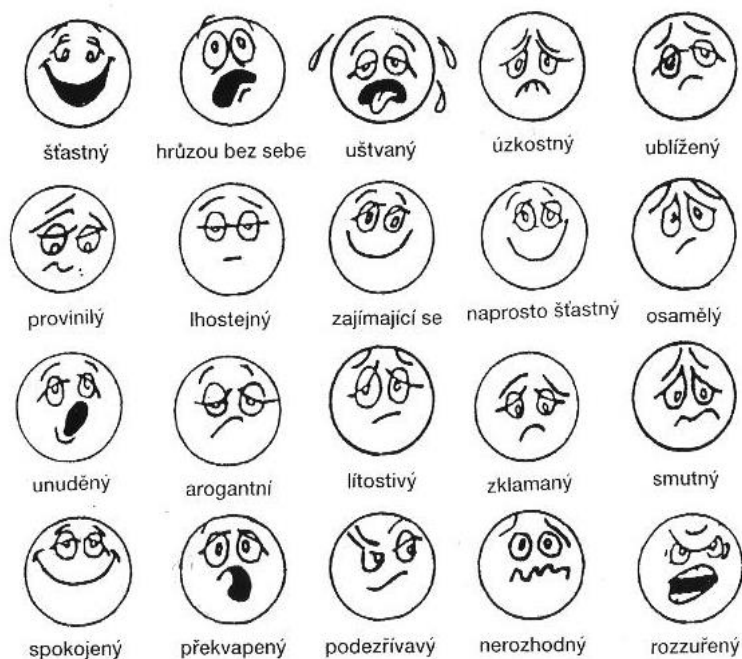 šťastný hrůzou bez sebe uštvaný úzkostný ublížený
provinilý lhostejný zajímající se naprosto šťastný osamělý
unuděný arogantní lítostivý zklamaný smutný
spokojený překvapený podezřívavý nerozhodný rozzuřený